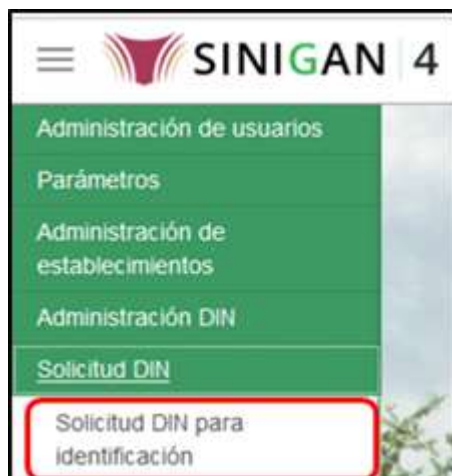 SINIGAN 4
Administración de usuarios
Parámetros
Administración de
establecimientos
Administración DIN
Solicitud DIN
Solicitud DIN para
identificación